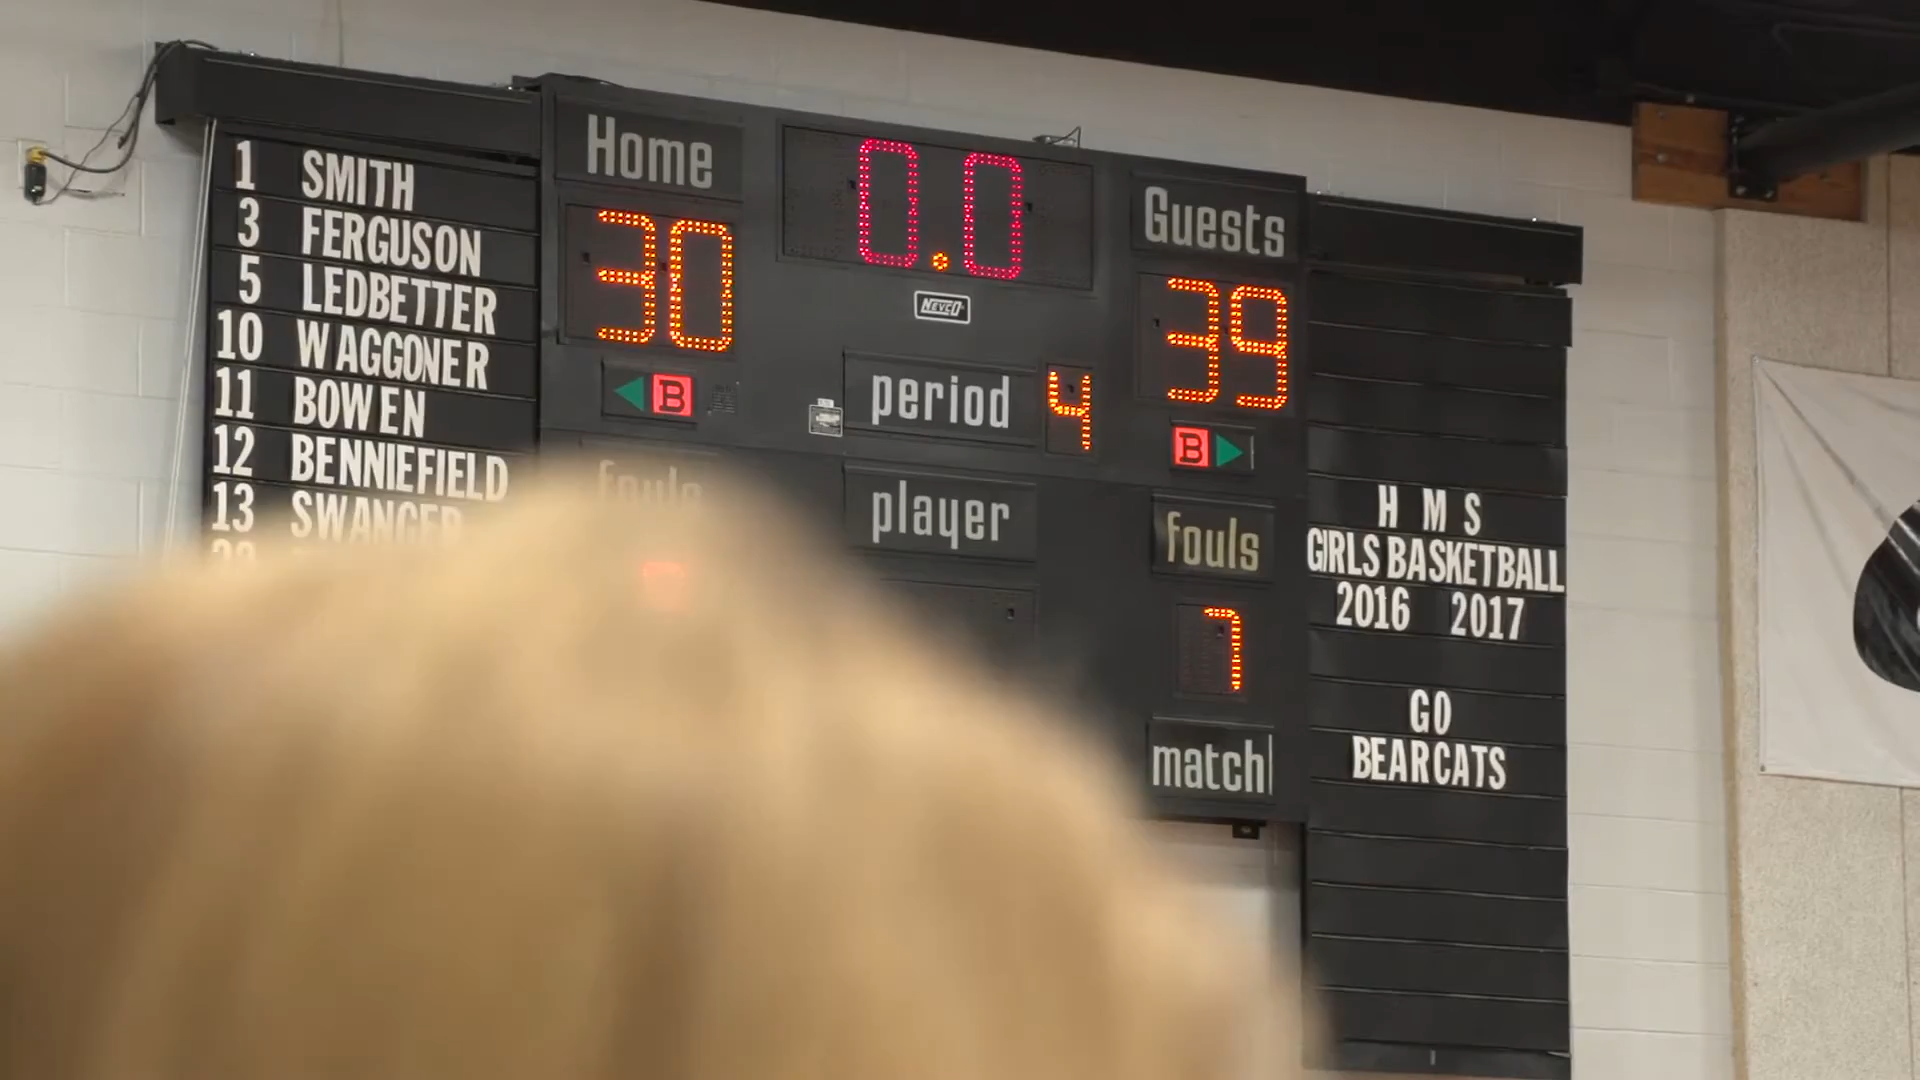 1 SMITH
3 FERGUSON
5 LEDBETTER
10 WAGGONER
11 BOWEN
12 BENNIEFIELD
13 SWANGER
Home
30
B
fouls
0.0
NEVCO
period 4
player
Guests
39
B
fouls
7
match
H M S
GIRLS BASKETBALL
2016 2017
GO
BEARCATS